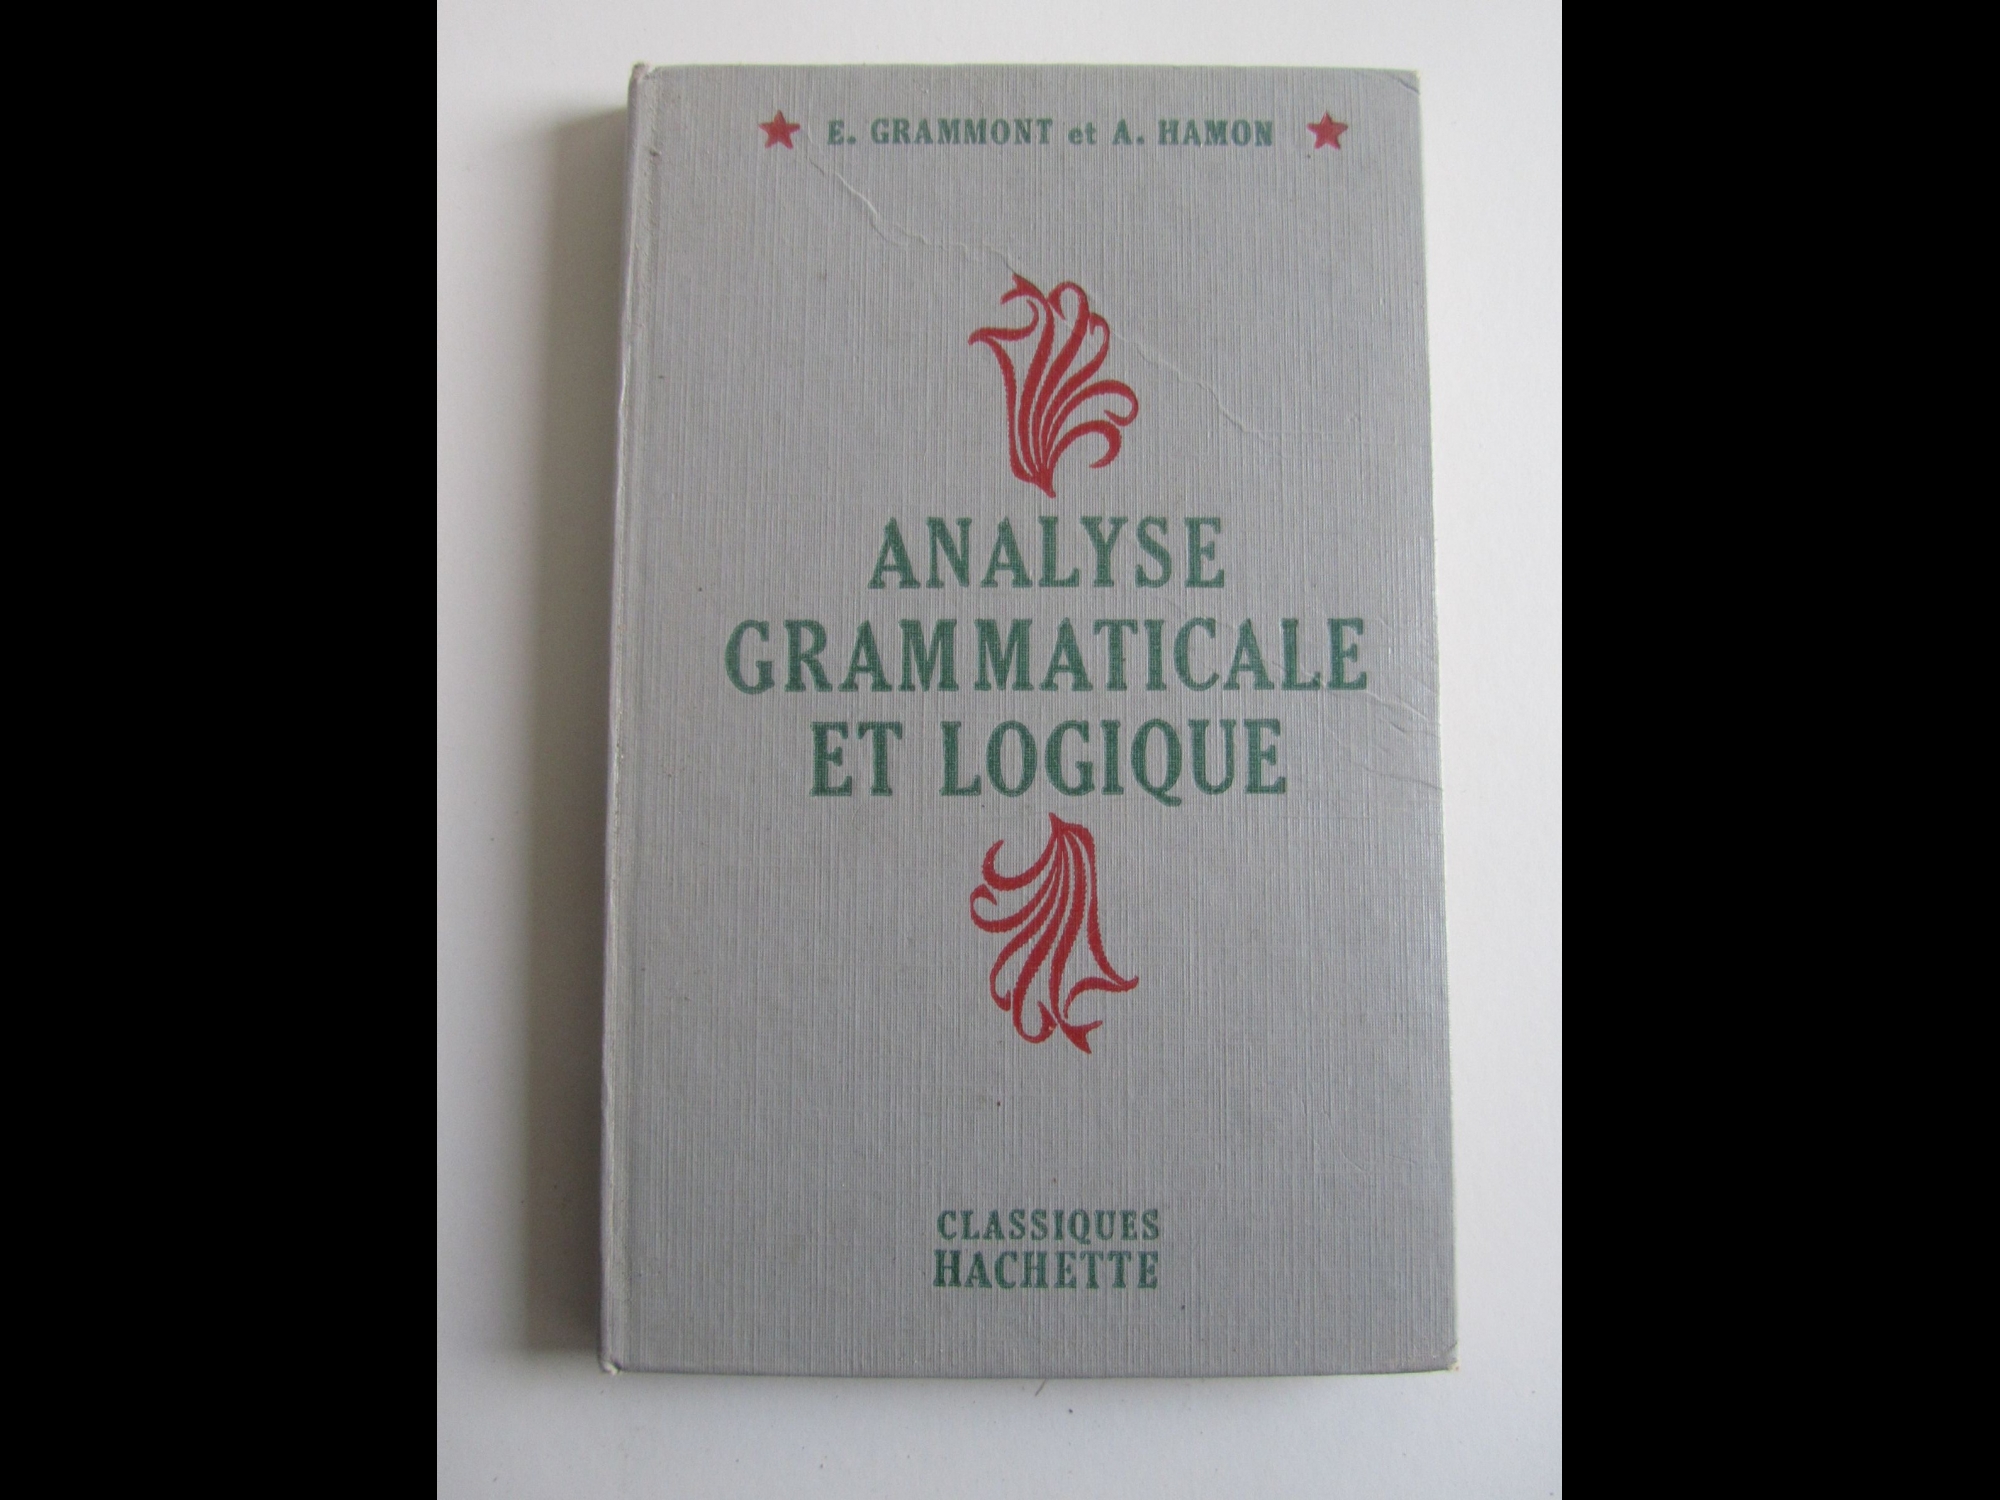 E. GRAMMONT et A. HAMON
ANALYSE
GRAMMATICALE
ET LOGIQUE
CLASSIQUES
HACHETTE